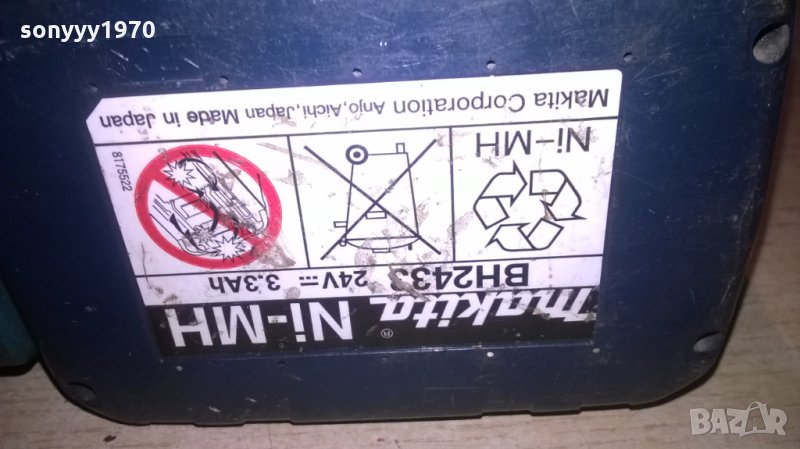 sonyyy1970
makita® Ni-MH
BH2433 24V 3.3Ah
Ni-MH
8175522
Makita Corporation Anjo,Aichi,Japan Made in Japan
BAZAR